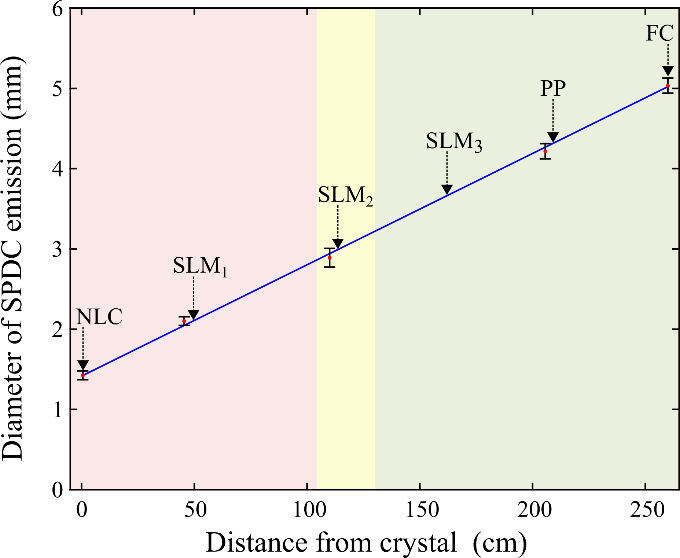 Diameter of SPDC emission (mm)
6
5
4
3
2
1
0
FC
PP
SLM₃
SLM₂
SLM₁
NLC
0 50 100 150 200 250
Distance from crystal (cm)